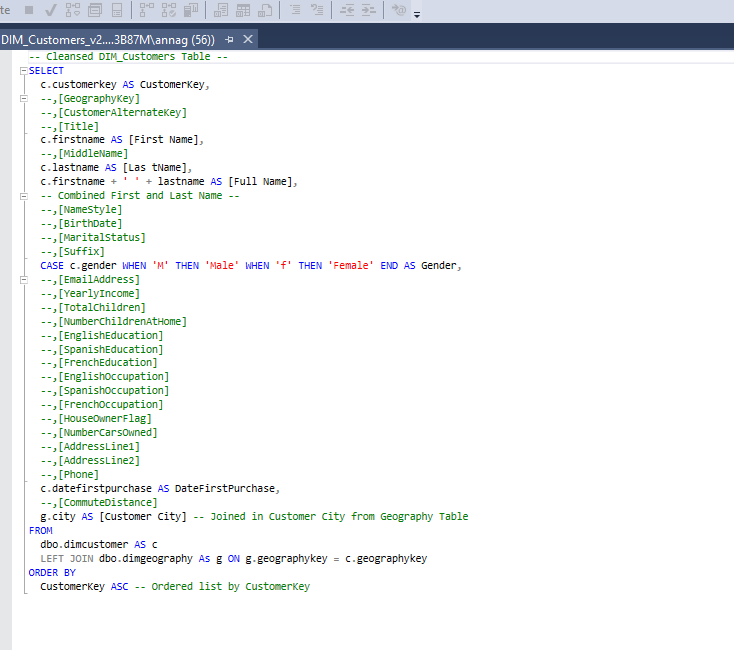 te
DIM_Customers_v2....3B87M\annag (56))
-- Cleansed DIM_Customers Table --
SELECT
c.customerkey AS CustomerKey,
--,[GeographyKey]
--,[CustomerAlternateKey]
--,[Title]
c.firstname AS [First Name],
--,[MiddleName]
c.lastname AS [Las tName],
c.firstname + ' ' + lastname AS [Full Name],
-- Combined First and Last Name --
--,[NameStyle]
--,[BirthDate]
--,[MaritalStatus]
--,[Suffix]
CASE c.gender WHEN 'M' THEN 'Male' WHEN 'f' THEN 'Female' END AS Gender,
--,[EmailAddress]
--,[YearlyIncome]
--,[TotalChildren]
--,[NumberChildrenAtHome]
--,[EnglishEducation]
--,[SpanishEducation]
--,[FrenchEducation]
--,[EnglishOccupation]
--,[SpanishOccupation]
--,[FrenchOccupation]
--,[HouseOwnerFlag]
--,[NumberCarsOwned]
--,[AddressLine1]
--,[AddressLine2]
--,[Phone]
c.datefirstpurchase AS DateFirstPurchase,
--,[CommuteDistance]
g.city AS [Customer City] -- Joined in Customer City from Geography Table
FROM
dbo.dimcustomer AS c
LEFT JOIN dbo.dimgeography As g ON g.geographykey = c.geographykey
ORDER BY
CustomerKey ASC -- Ordered list by CustomerKey